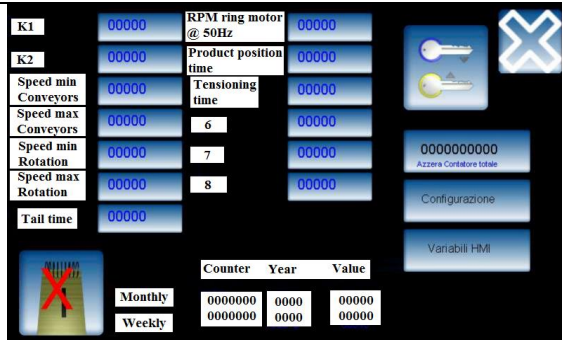 K1
00000
RPM ring motor
@ 50Hz
00000
K2
00000
Product position
time
00000
Speed min
Conveyors
00000
Tensioning
time
00000
Speed max
Conveyors
00000
6
00000
Speed min
Rotation
00000
7
00000
Speed max
Rotation
00000
8
00000
Tail time
00000
0000000000
Azzera Contatore totale
Configurazione
Variabili HMI
Counter Year Value
Monthly 0000000 0000 00000
Weekly 0000000 0000 00000